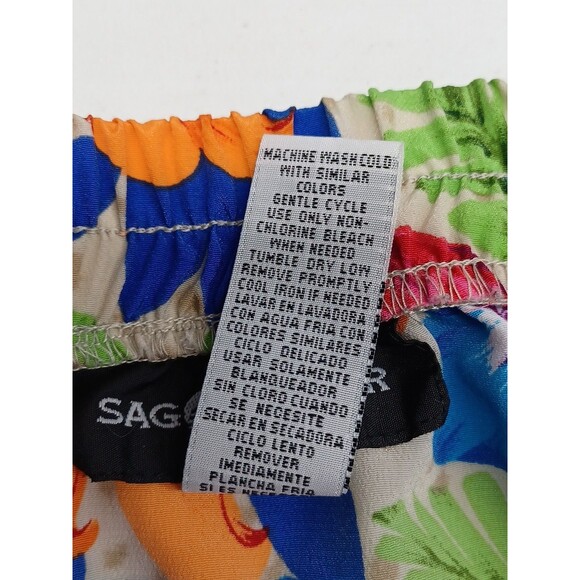 MACHINE WASH COLD
WITH SIMILAR
COLORS
GENTLE CYCLE
USE ONLY NON-
CHLORINE BLEACH
WHEN NEEDED
TUMBLE DRY LOW
REMOVE PROMPTLY
COOL IRON IF NEEDED
LAVAR EN LAVADORA
CON AGUA FRIA CON
COLORES SIMILARES
CICLO DELICADO
USAR SOLAMENTE
BLANQUEADOR
SIN CLORO CUANDO
SE NECESITE
SECAR EN SECADORA
CICLO LENTO
REMOVER
IMEDIAMENTE
PLANCHA FRIA
SI ES
SAG
R